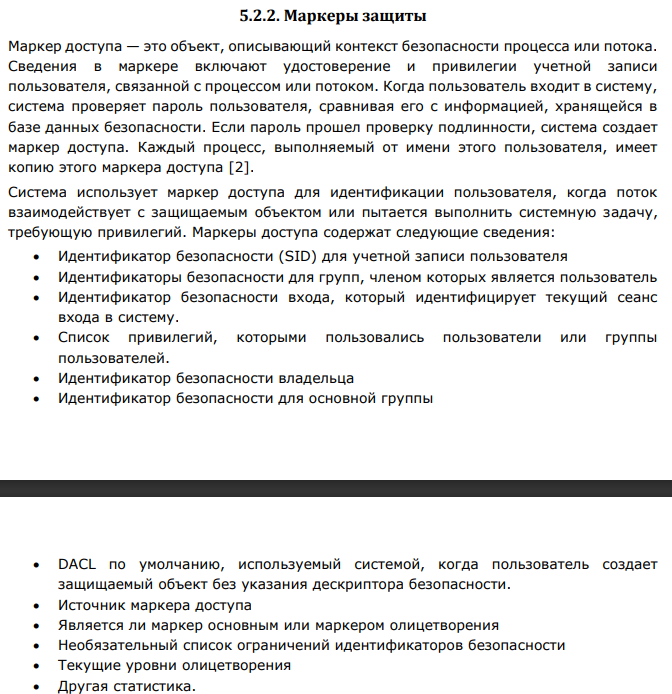 5.2.2. Маркеры защиты
Маркер доступа — это объект, описывающий контекст безопасности процесса или потока.
Сведения в маркере включают удостоверение и привилегии учетной записи
пользователя, связанной с процессом или потоком. Когда пользователь входит в систему,
система проверяет пароль пользователя, сравнивая его с информацией, хранящейся в
базе данных безопасности. Если пароль прошел проверку подлинности, система создает
маркер доступа. Каждый процесс, выполняемый от имени этого пользователя, имеет
копию этого маркера доступа [2].
Система использует маркер доступа для идентификации пользователя, когда поток
взаимодействует с защищаемым объектом или пытается выполнить системную задачу,
требующую привилегий. Маркеры доступа содержат следующие сведения:
• Идентификатор безопасности (SID) для учетной записи пользователя
• Идентификаторы безопасности для групп, членом которых является пользователь
• Идентификатор безопасности входа, который идентифицирует текущий сеанс
входа в систему.
• Список привилегий, которыми пользовались пользователи или группы
пользователей.
• Идентификатор безопасности владельца
• Идентификатор безопасности для основной группы
• DACL по умолчанию, используемый системой, когда пользователь создает
защищаемый объект без указания дескриптора безопасности.
• Источник маркера доступа
• Является ли маркер основным или маркером олицетворения
• Необязательный список ограничений идентификаторов безопасности
• Текущие уровни олицетворения
• Другая статистика.